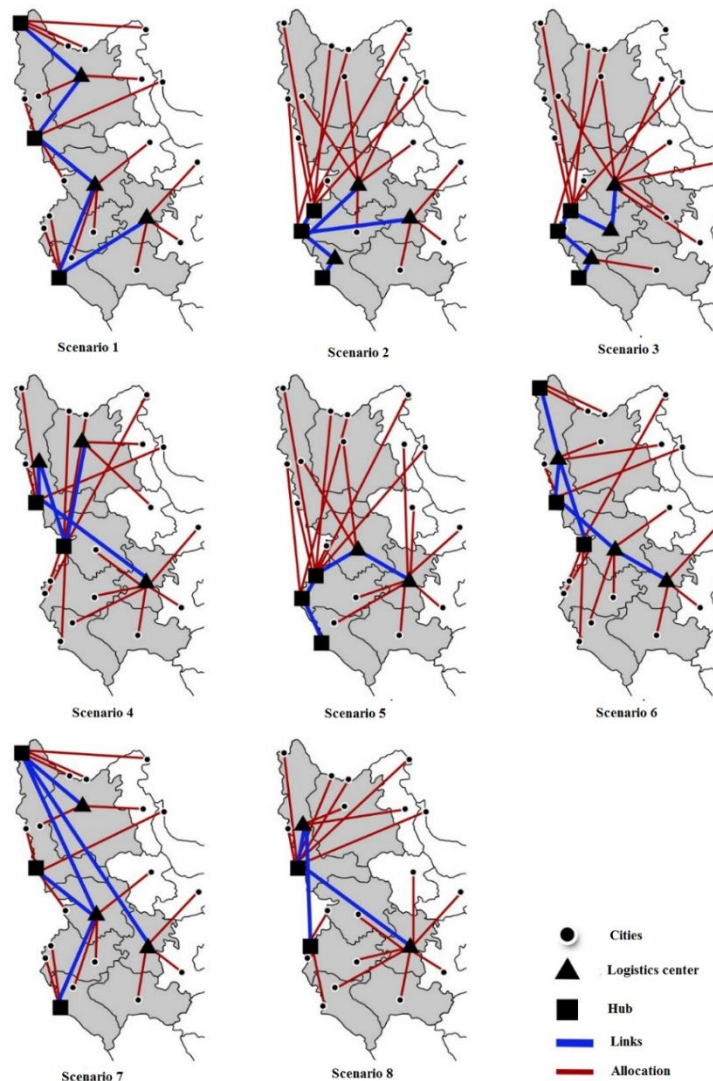 Scenario 1
Scenario 2
Scenario 3
Scenario 4
Scenario 5
Scenario 6
Scenario 7
Scenario 8
Cities
Logistics center
Hub
Links
Allocation